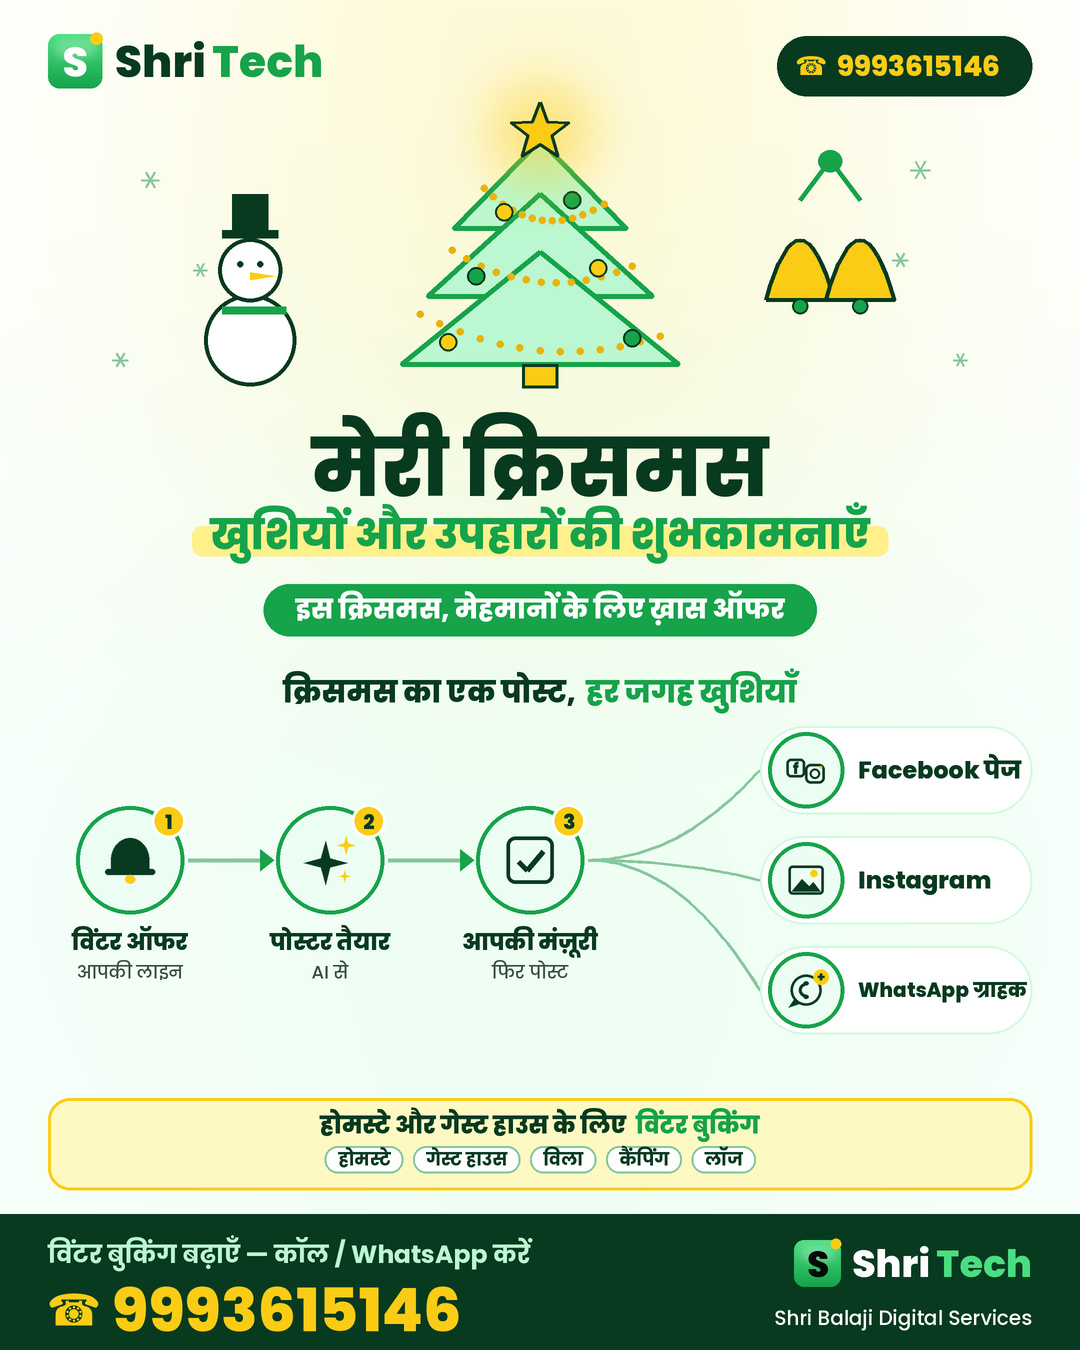 S Shri Tech
☎ 9993615146
मेरी क्रिसमस
खुशियों और उपहारों की शुभकामनाएँ
इस क्रिसमस, मेहमानों के लिए ख़ास ऑफर
क्रिसमस का एक पोस्ट, हर जगह खुशियाँ
1
विंटर ऑफर
आपकी लाइन
2
पोस्टर तैयार
AI से
3
आपकी मंज़ूरी
फिर पोस्ट
Facebook पेज
Instagram
WhatsApp ग्राहक
होमस्टे और गेस्ट हाउस के लिए विंटर बुकिंग
होमस्टे गेस्ट हाउस विला कैंपिंग लॉज
विंटर बुकिंग बढ़ाएँ — कॉल / WhatsApp करें
☎ 9993615146
S Shri Tech
Shri Balaji Digital Services